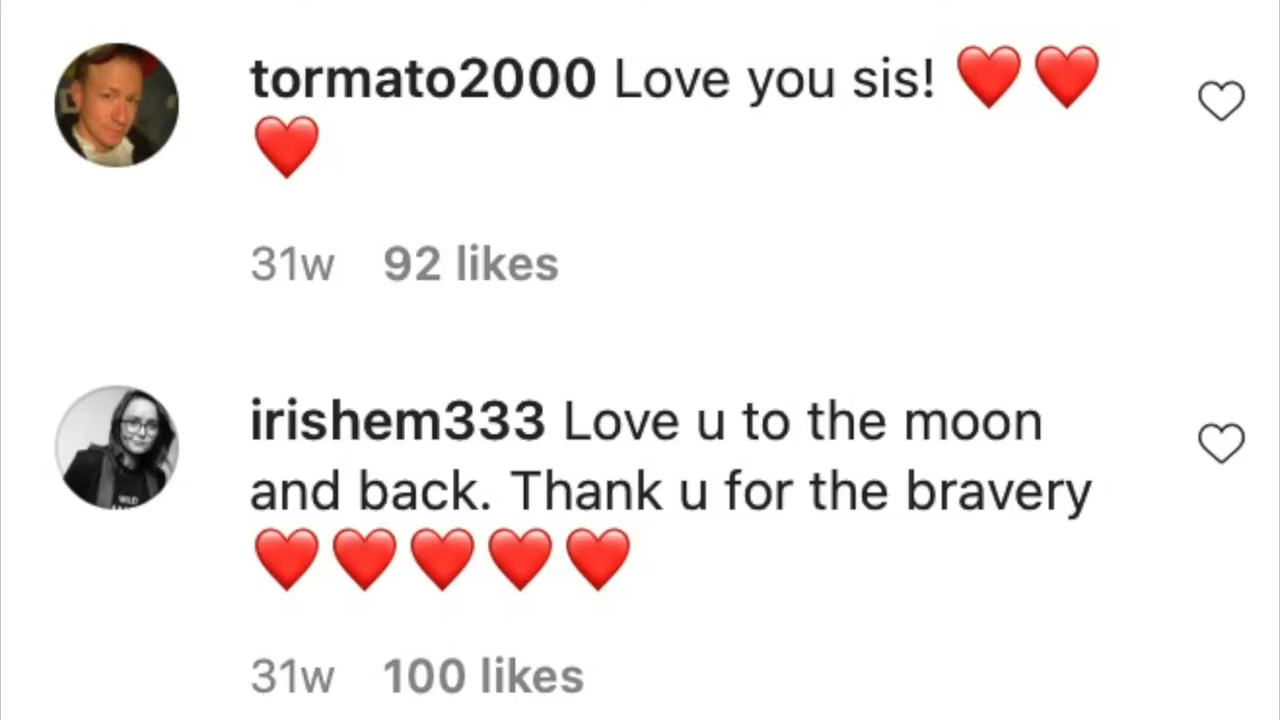 tormato2000 Love you sis! ❤️❤️
❤️
31w 92 likes
irishem333 Love u to the moon
and back. Thank u for the bravery
❤️❤️❤️❤️❤️
WILD
31w 100 likes